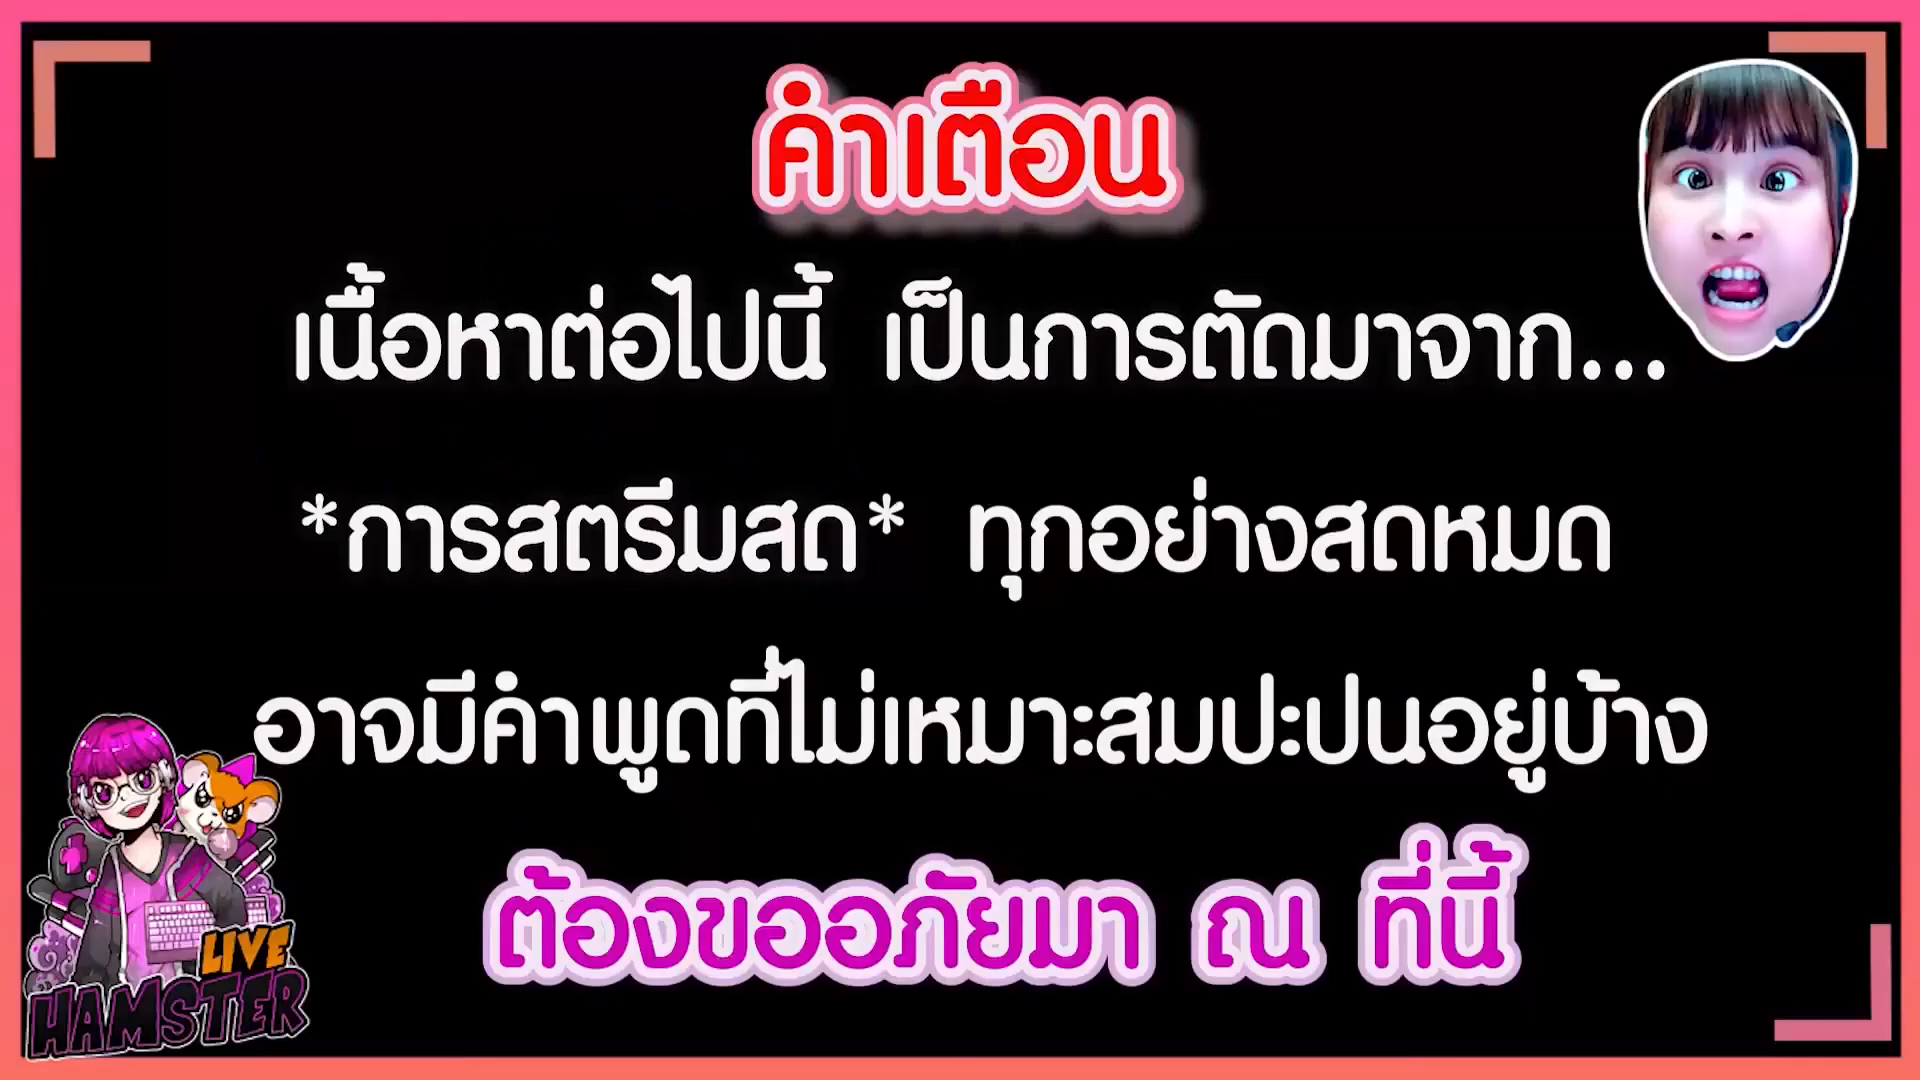 คำเตือน
เนื้อหาต่อไปนี้ เป็นการตัดมาจาก...
*การสตรีมสด* ทุกอย่างสดหมด
อาจมีคำพูดที่ไม่เหมาะสมปะปนอยู่บ้าง
ต้องขออภัยมา ณ ที่นี้
LIVE
HAMSTER